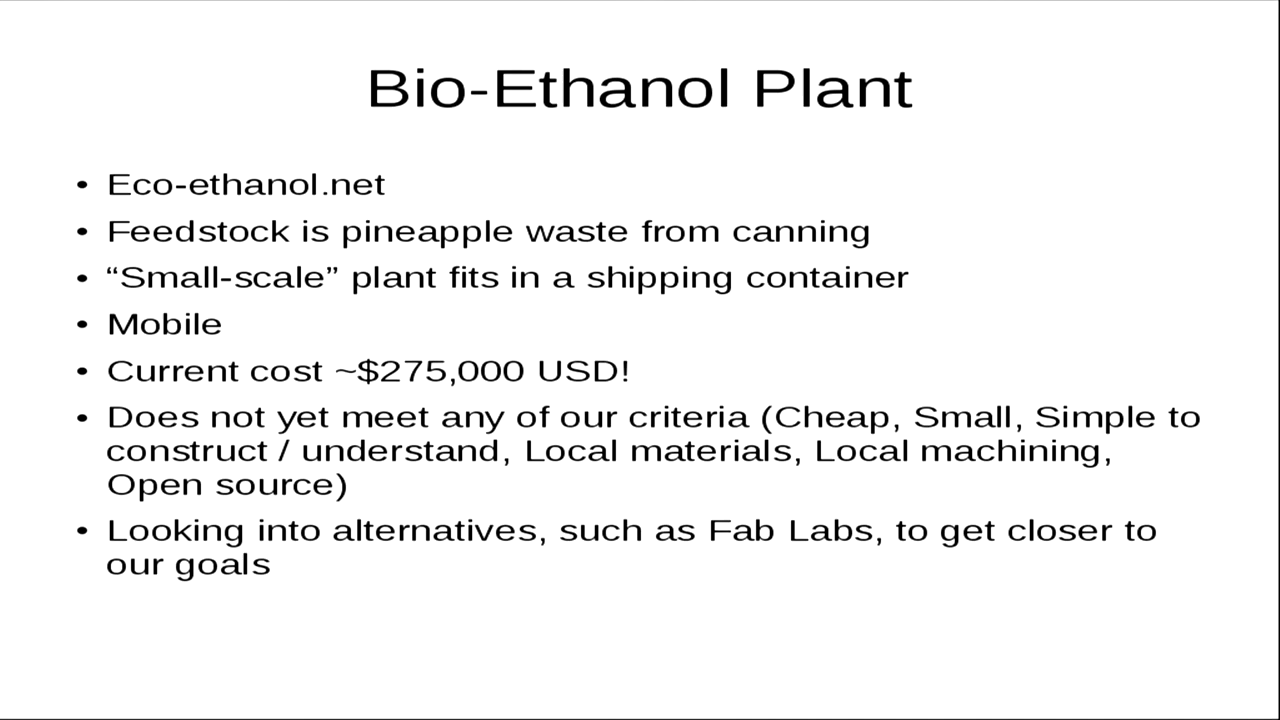 Bio-Ethanol Plant
• Eco-ethanol.net
• Feedstock is pineapple waste from canning
• “Small-scale” plant fits in a shipping container
• Mobile
• Current cost ~$275,000 USD!
• Does not yet meet any of our criteria (Cheap, Small, Simple to
construct / understand, Local materials, Local machining,
Open source)
• Looking into alternatives, such as Fab Labs, to get closer to
our goals